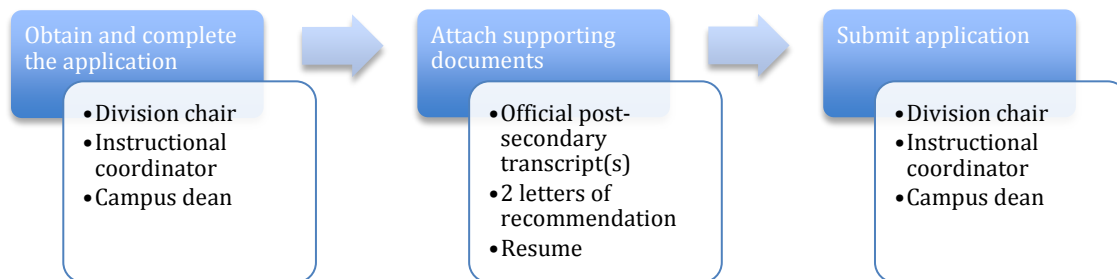 Obtain and complete
the application
•Division chair
•Instructional
coordinator
•Campus dean
Attach supporting
documents
•Official post-
secondary
transcript(s)
•2 letters of
recommendation
•Resume
Submit application
•Division chair
•Instructional
coordinator
•Campus dean